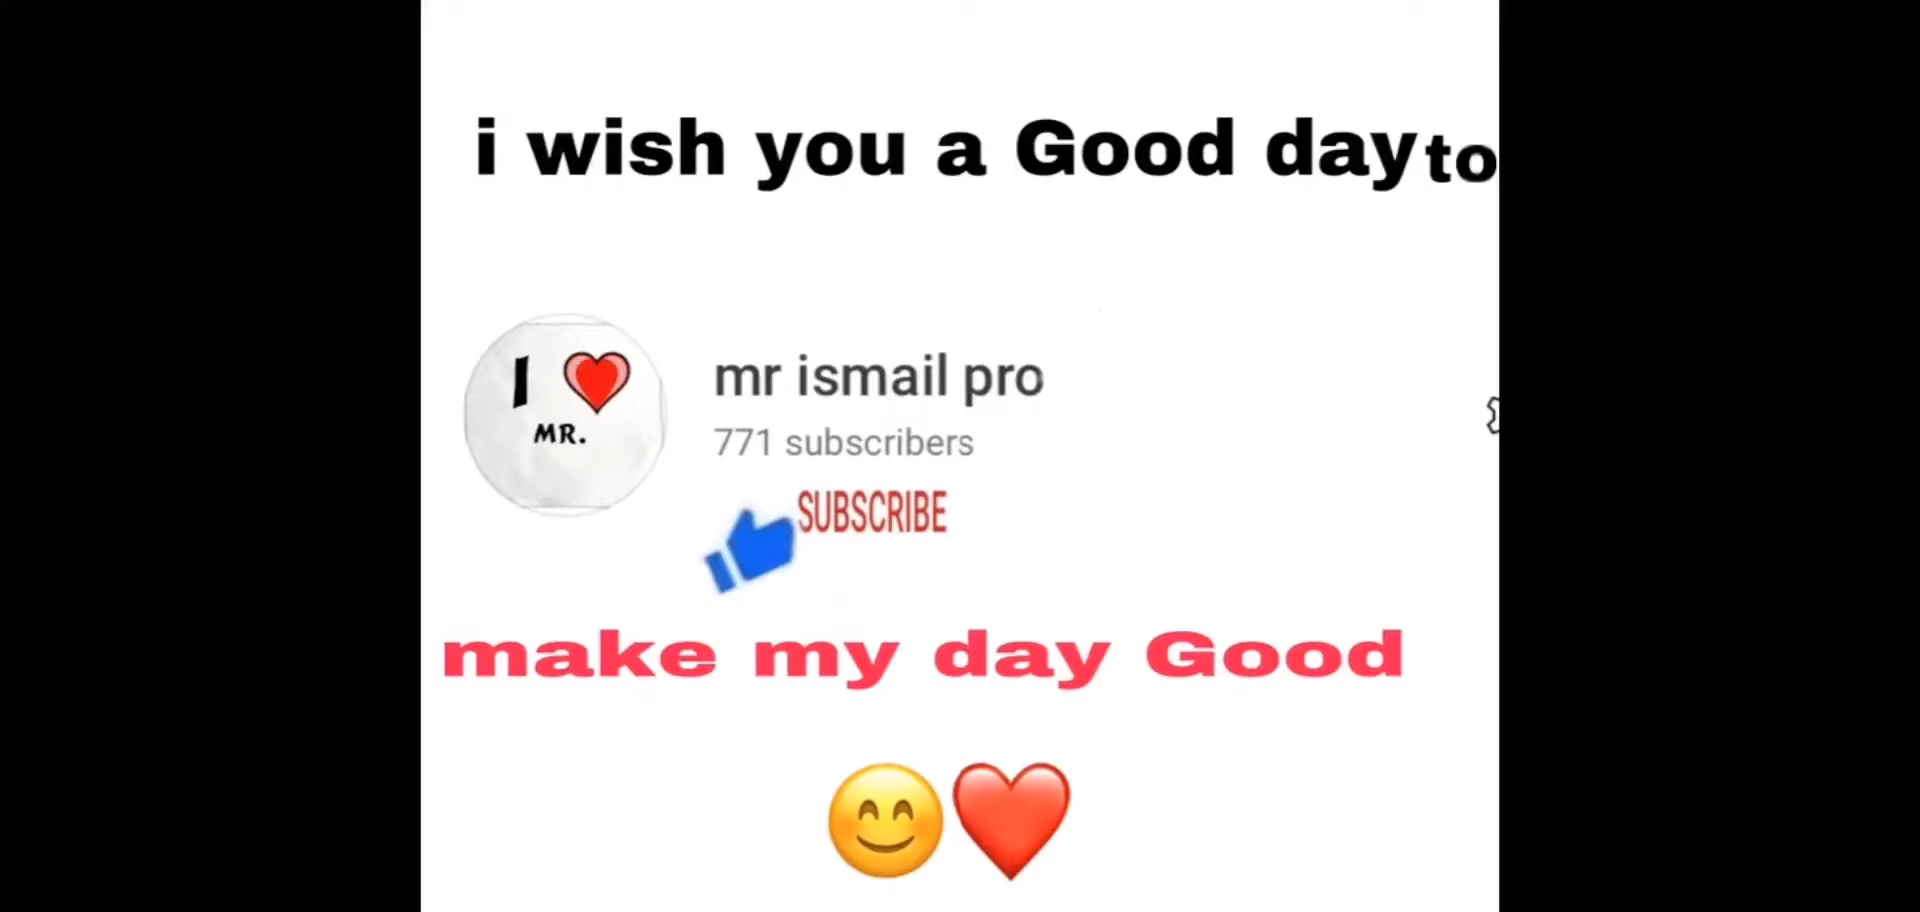 i wish you a Good day to
I ❤
MR.
mr ismail pro
771 subscribers
SUBSCRIBE
make my day Good
😊❤️